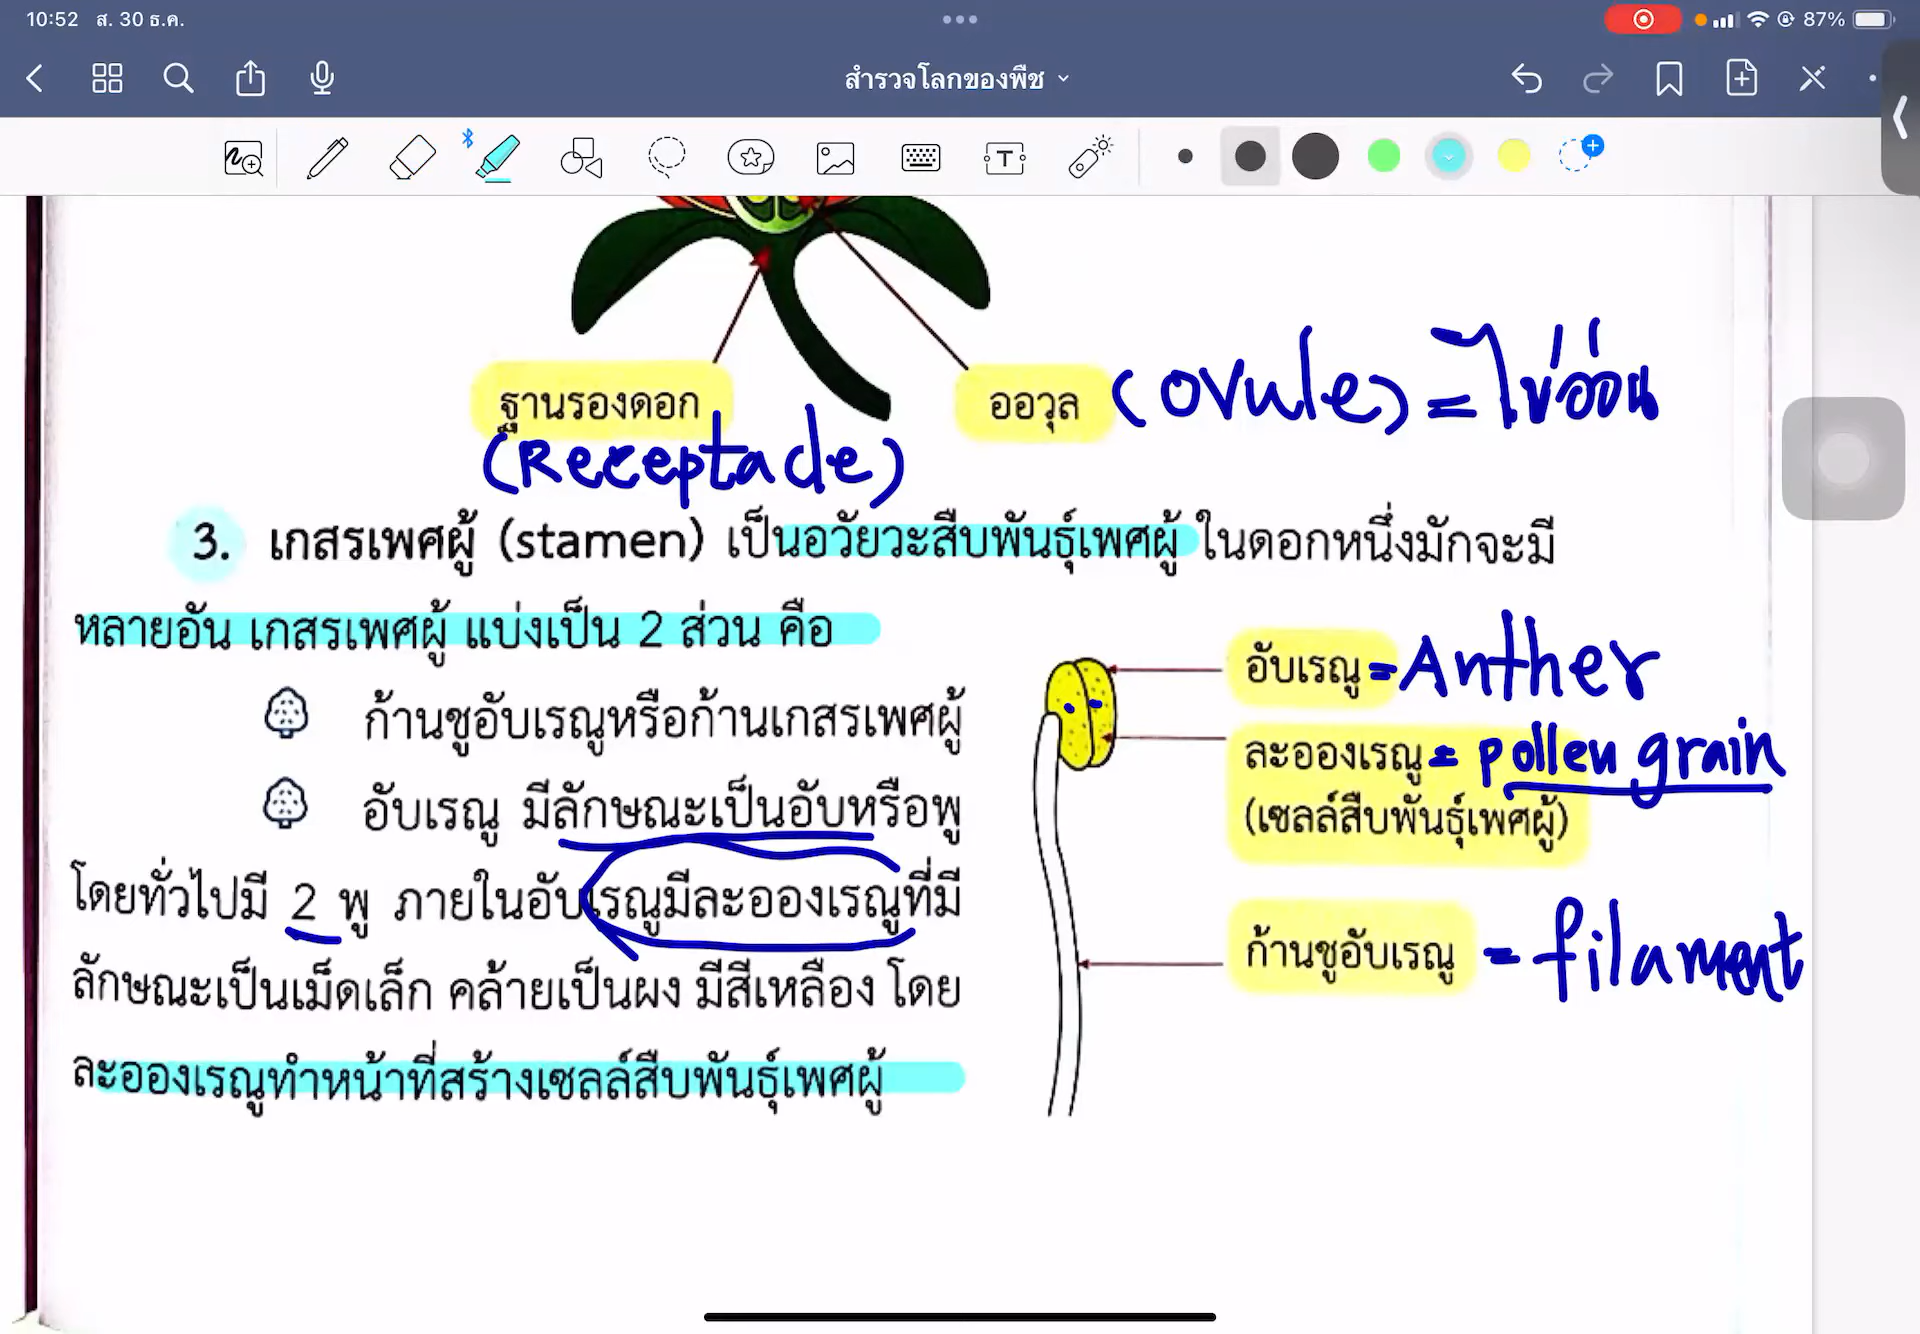 10:52 ส. 30 ธ.ค.
87%
สำรวจโลกของพืช
ฐานรองดอก
(Receptacle)
ออวุล (ovule) = ไข่อ่อน
3. เกสรเพศผู้ (stamen) เป็นอวัยวะสืบพันธุ์เพศผู้ ในดอกหนึ่งมักจะมี
หลายอัน เกสรเพศผู้ แบ่งเป็น 2 ส่วน คือ
ก้านชูอับเรณูหรือก้านเกสรเพศผู้
อับเรณู มีลักษณะเป็นอับหรือพู
โดยทั่วไปมี 2 พู ภายในอับเรณูมีละอองเรณูที่มี
ลักษณะเป็นเม็ดเล็ก คล้ายเป็นผง มีสีเหลือง โดย
ละอองเรณูทำหน้าที่สร้างเซลล์สืบพันธุ์เพศผู้
อับเรณู = Anther
ละอองเรณู = pollen grain
(เซลล์สืบพันธุ์เพศผู้)
ก้านชูอับเรณู = filament